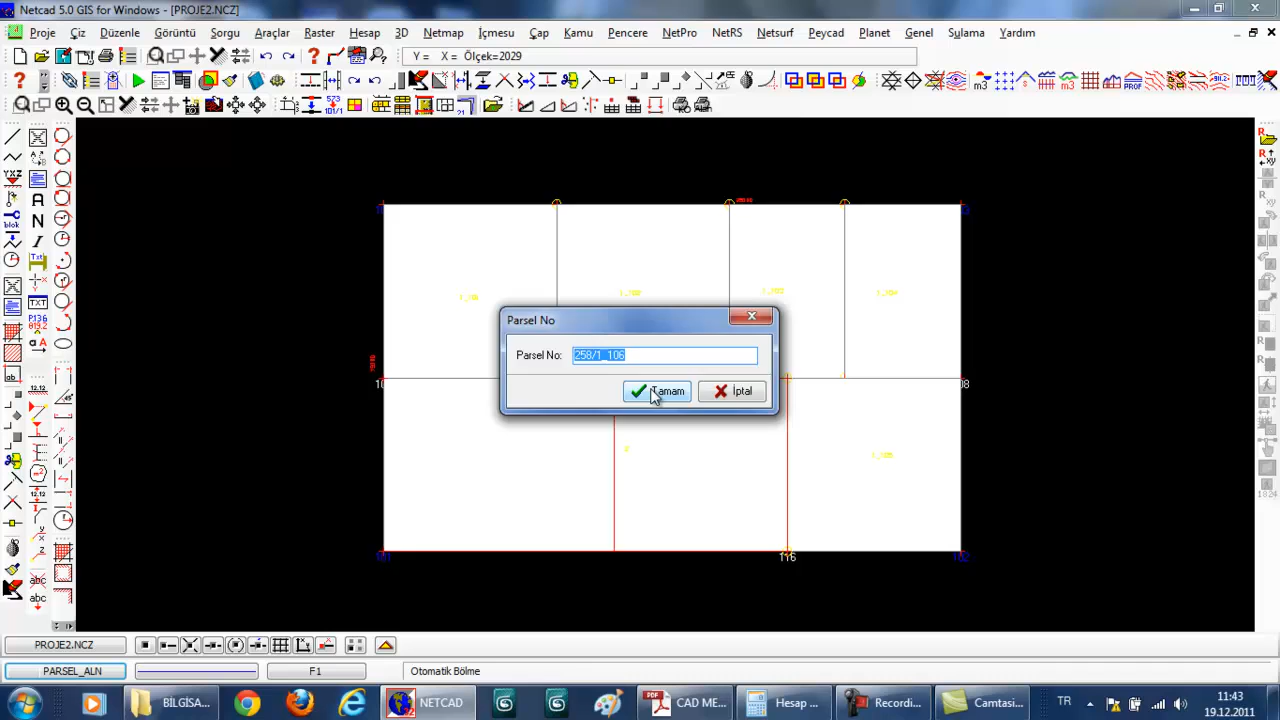 Netcad 5.0 GIS for Windows - [PROJE2.NCZ]
Proje Çiz Düzenle Görüntü Sorgu Araçlar Raster Hesap 3D Netmap İçmesu Çap Kamu Pencere NetPro NetRS Netsurf Peycad Planet Genel Sulama Yardım
Y = X = Ölçek=2029
Parsel No
Parsel No: 258/1_106
Tamam İptal
116
PROJE2.NCZ
PARSEL_ALN F1 Otomatik Bölme
BİLGİSA... NETCAD CAD ME... Hesap ... Recordi... Camtasi... TR 11:43
19.12.2011